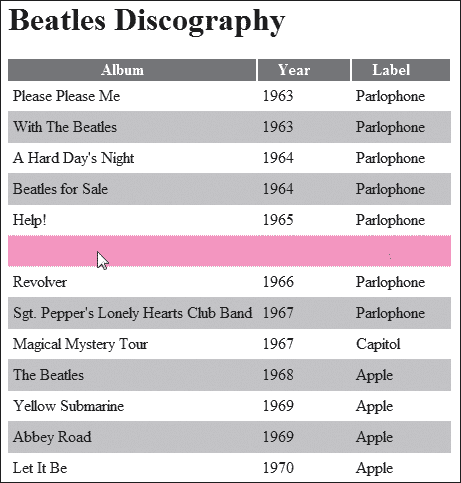 Beatles Discography
Album Year Label
Please Please Me 1963 Parlophone
With The Beatles 1963 Parlophone
A Hard Day's Night 1964 Parlophone
Beatles for Sale 1964 Parlophone
Help! 1965 Parlophone
Revolver 1966 Parlophone
Sgt. Pepper's Lonely Hearts Club Band 1967 Parlophone
Magical Mystery Tour 1967 Capitol
The Beatles 1968 Apple
Yellow Submarine 1969 Apple
Abbey Road 1969 Apple
Let It Be 1970 Apple